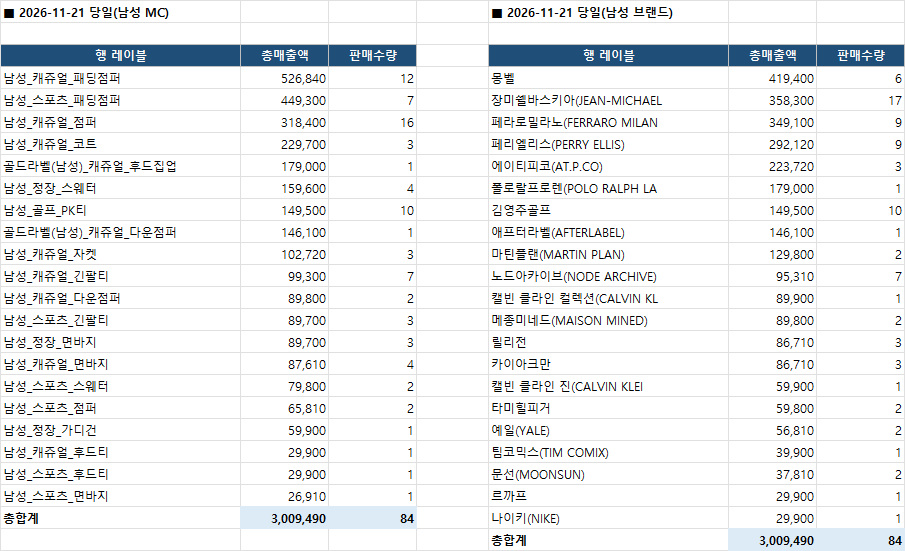 ■ 2026-11-21 당일(남성 MC)
행 레이블 총매출액 판매수량
남성_캐쥬얼_패딩점퍼 526,840 12
남성_스포츠_패딩점퍼 449,300 7
남성_캐쥬얼_점퍼 318,400 16
남성_캐쥬얼_코트 229,700 3
골드라벨(남성)_캐쥬얼_후드집업 179,000 1
남성_정장_스웨터 159,600 4
남성_골프_PK티 149,500 10
골드라벨(남성)_캐쥬얼_다운점퍼 146,100 1
남성_캐쥬얼_자켓 102,720 3
남성_캐쥬얼_긴팔티 99,300 7
남성_캐쥬얼_다운점퍼 89,800 2
남성_스포츠_긴팔티 89,700 3
남성_정장_면바지 89,700 3
남성_캐쥬얼_면바지 87,610 4
남성_스포츠_스웨터 79,800 2
남성_스포츠_점퍼 65,810 2
남성_정장_가디건 59,900 1
남성_캐쥬얼_후드티 29,900 1
남성_스포츠_후드티 29,900 1
남성_스포츠_면바지 26,910 1
총합계 3,009,490 84
■ 2026-11-21 당일(남성 브랜드)
행 레이블 총매출액 판매수량
몽벨 419,400 6
장미쉘바스키아(JEAN-MICHAEL 358,300 17
페라로밀라노(FERRARO MILAN 349,100 9
페리엘리스(PERRY ELLIS) 292,120 9
에이티피코(AT.P.CO) 223,720 3
폴로랄프로렌(POLO RALPH LA 179,000 1
김영주골프 149,500 10
애프터라벨(AFTERLABEL) 146,100 1
마틴플랜(MARTIN PLAN) 129,800 2
노드아카이브(NODE ARCHIVE) 95,310 7
캘빈 클라인 컬렉션(CALVIN KL 89,900 1
메종미네드(MAISON MINED) 89,800 2
릴리전 86,710 3
카이아크만 86,710 3
캘빈 클라인 진(CALVIN KLEI 59,900 1
타미힐피거 59,800 2
예일(YALE) 56,810 2
팀코믹스(TIM COMIX) 39,900 1
문선(MOONSUN) 37,810 2
르까프 29,900 1
나이키(NIKE) 29,900 1
총합계 3,009,490 84